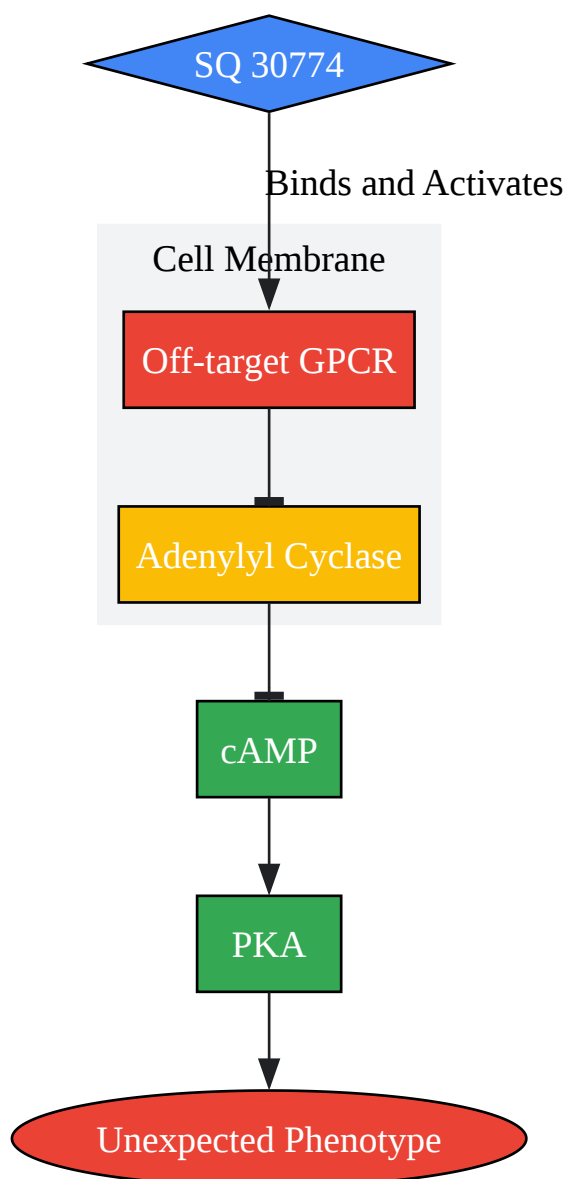 SQ 30774
Binds and Activates
Cell Membrane
Off-target GPCR
Adenylyl Cyclase
cAMP
PKA
Unexpected Phenotype